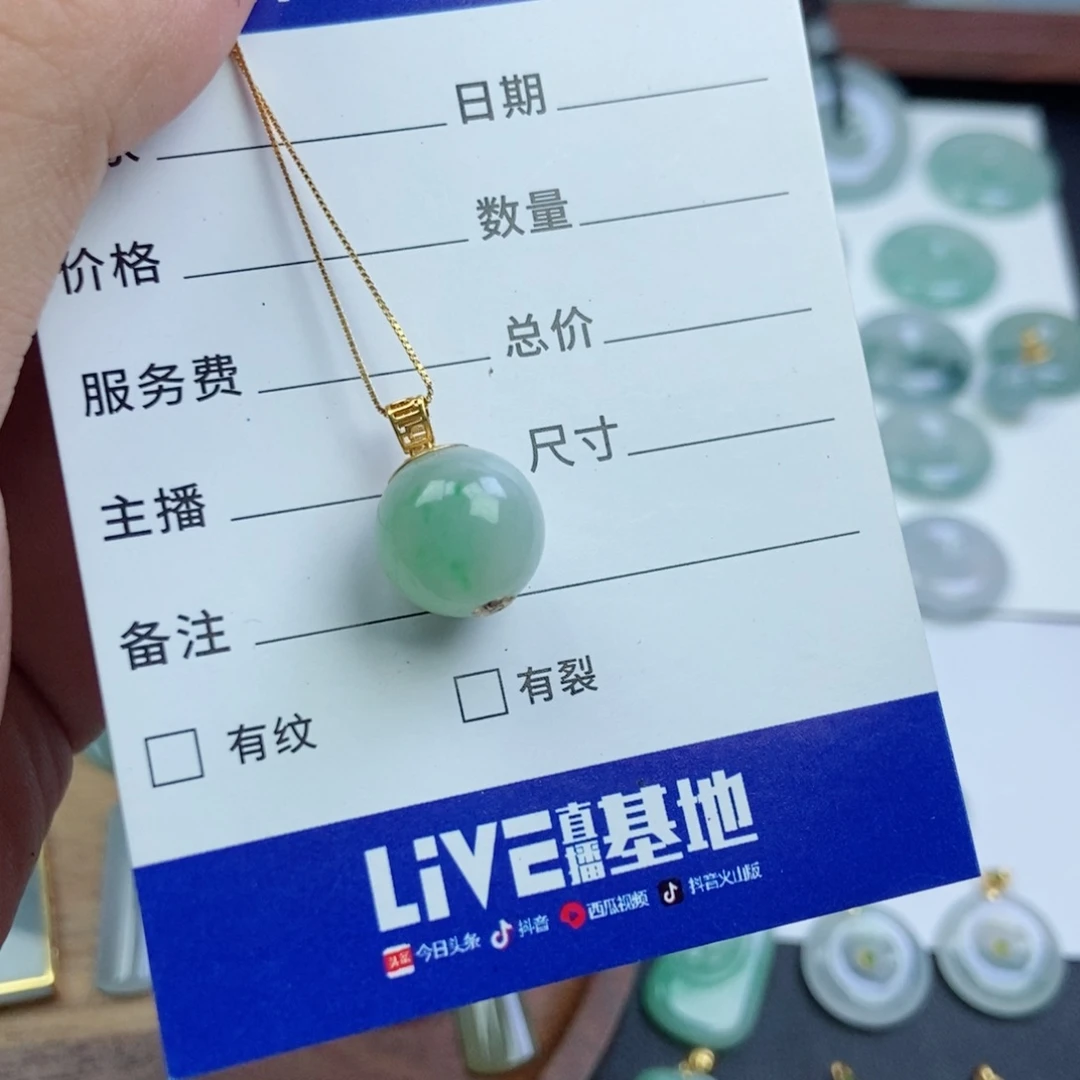 日期
价格 数量
服务费 总价
主播 尺寸
备注
有纹 有裂
LiVE直播基地
头条 今日头条 抖音 西瓜视频 抖音火山版